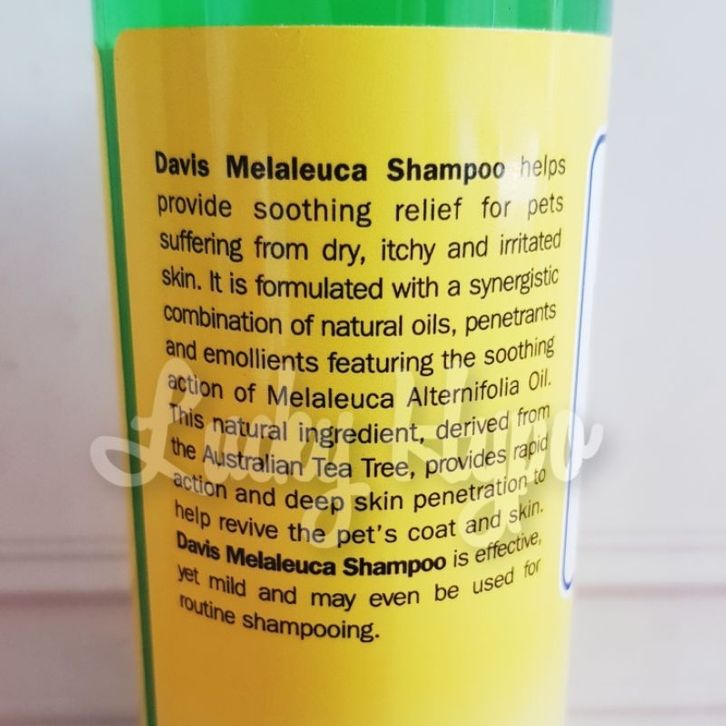 Davis Melaleuca Shampoo helps
provide soothing relief for pets
suffering from dry, itchy and irritated
skin. It is formulated with a synergistic
combination of natural oils, penetrants
and emollients featuring the soothing
action of Melaleuca Alternifolia Oil.
This natural ingredient, derived from
the Australian Tea Tree, provides rapid
action and deep skin penetration to
help revive the pet's coat and skin.
Davis Melaleuca Shampoo is effective,
yet mild and may even be used for
routine shampooing.
Lucky Hypo